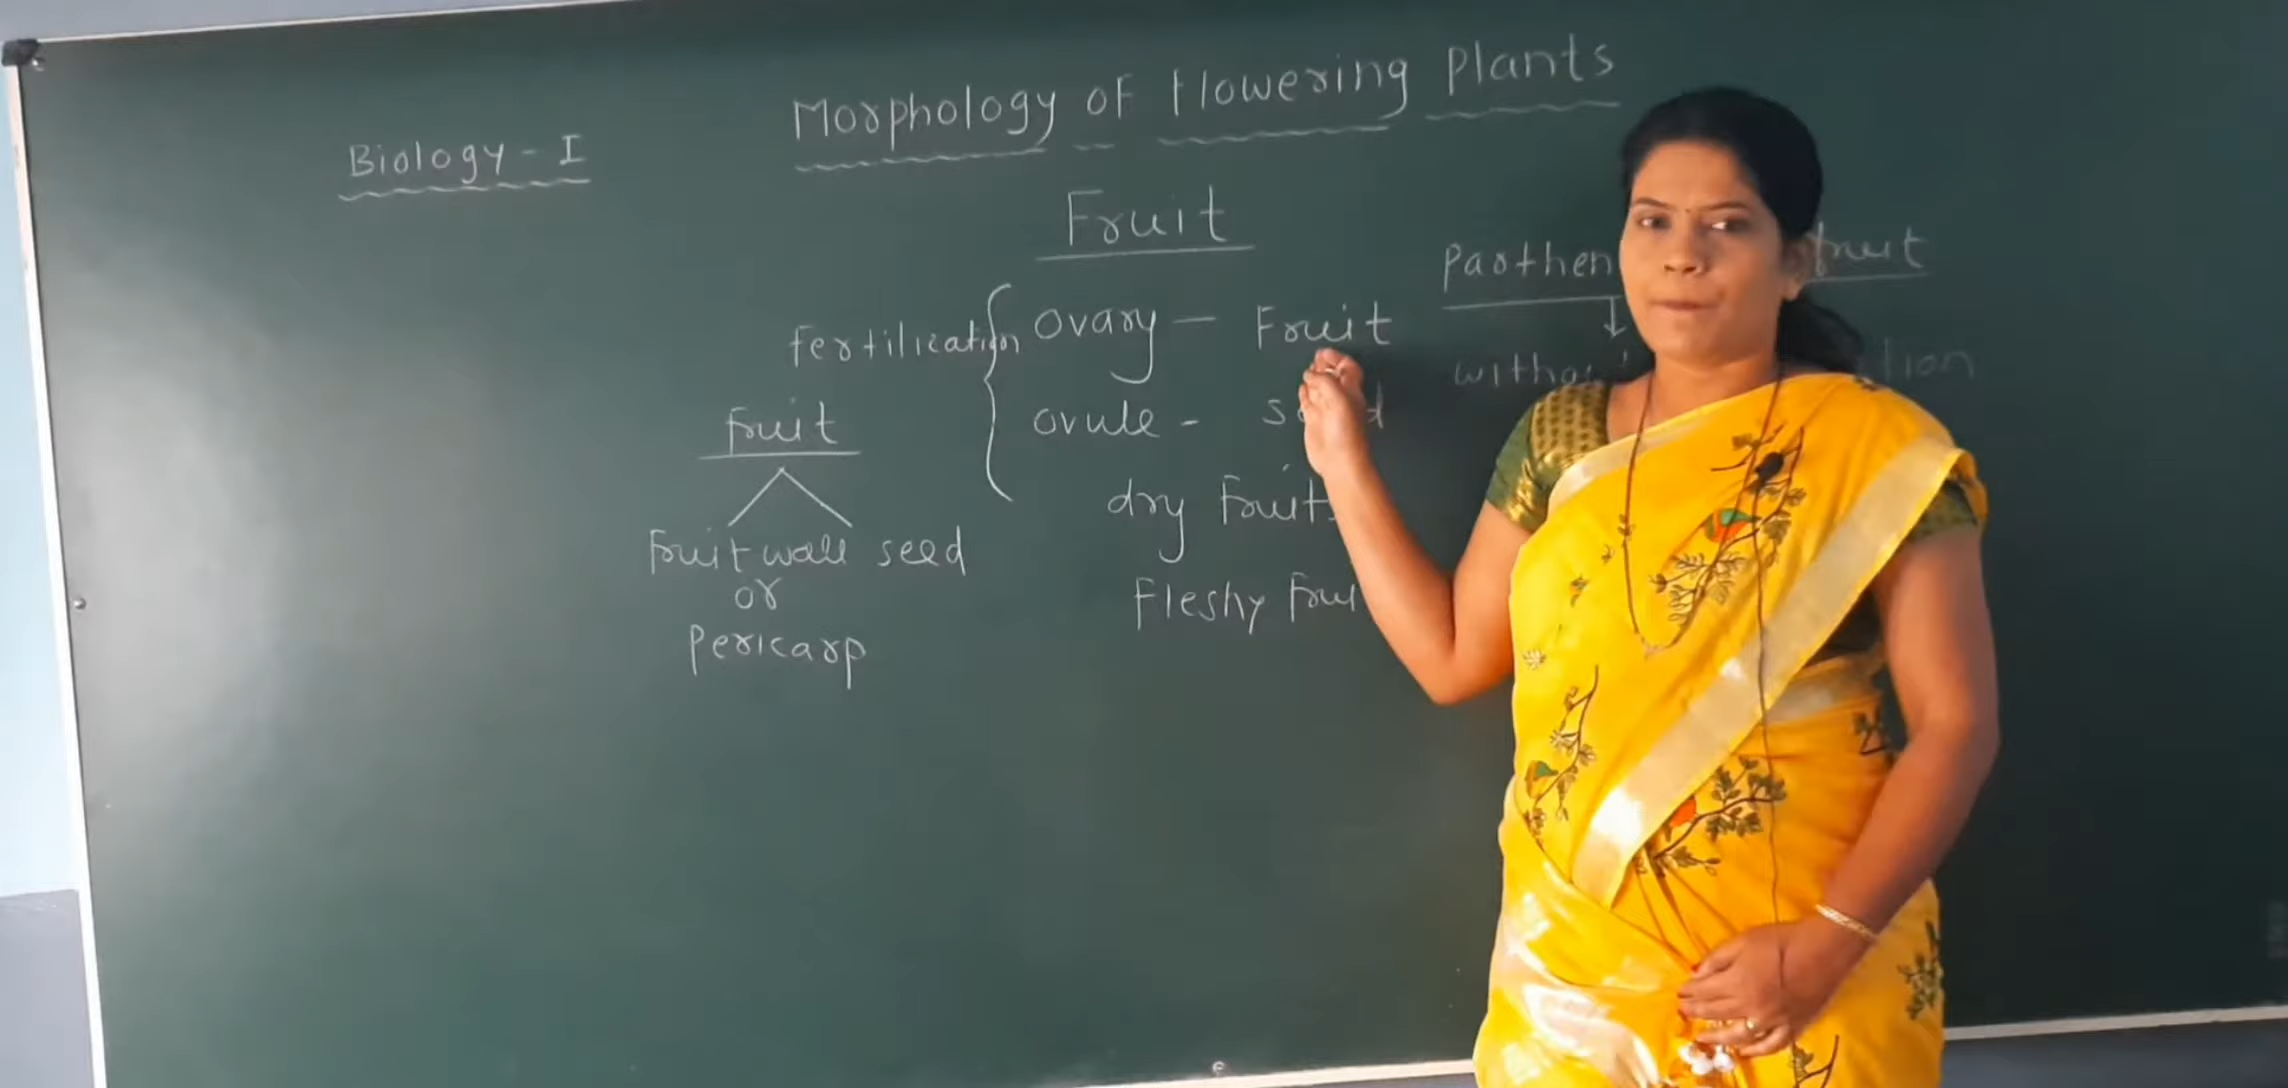 Morphology of Flowering Plants
Biology - I
Fruit
Fertilication { Ovary - Fruit
ovule -
Fruit
Fruit wall seed
or
Pericarp
dry Fruit
Fleshy
fruit